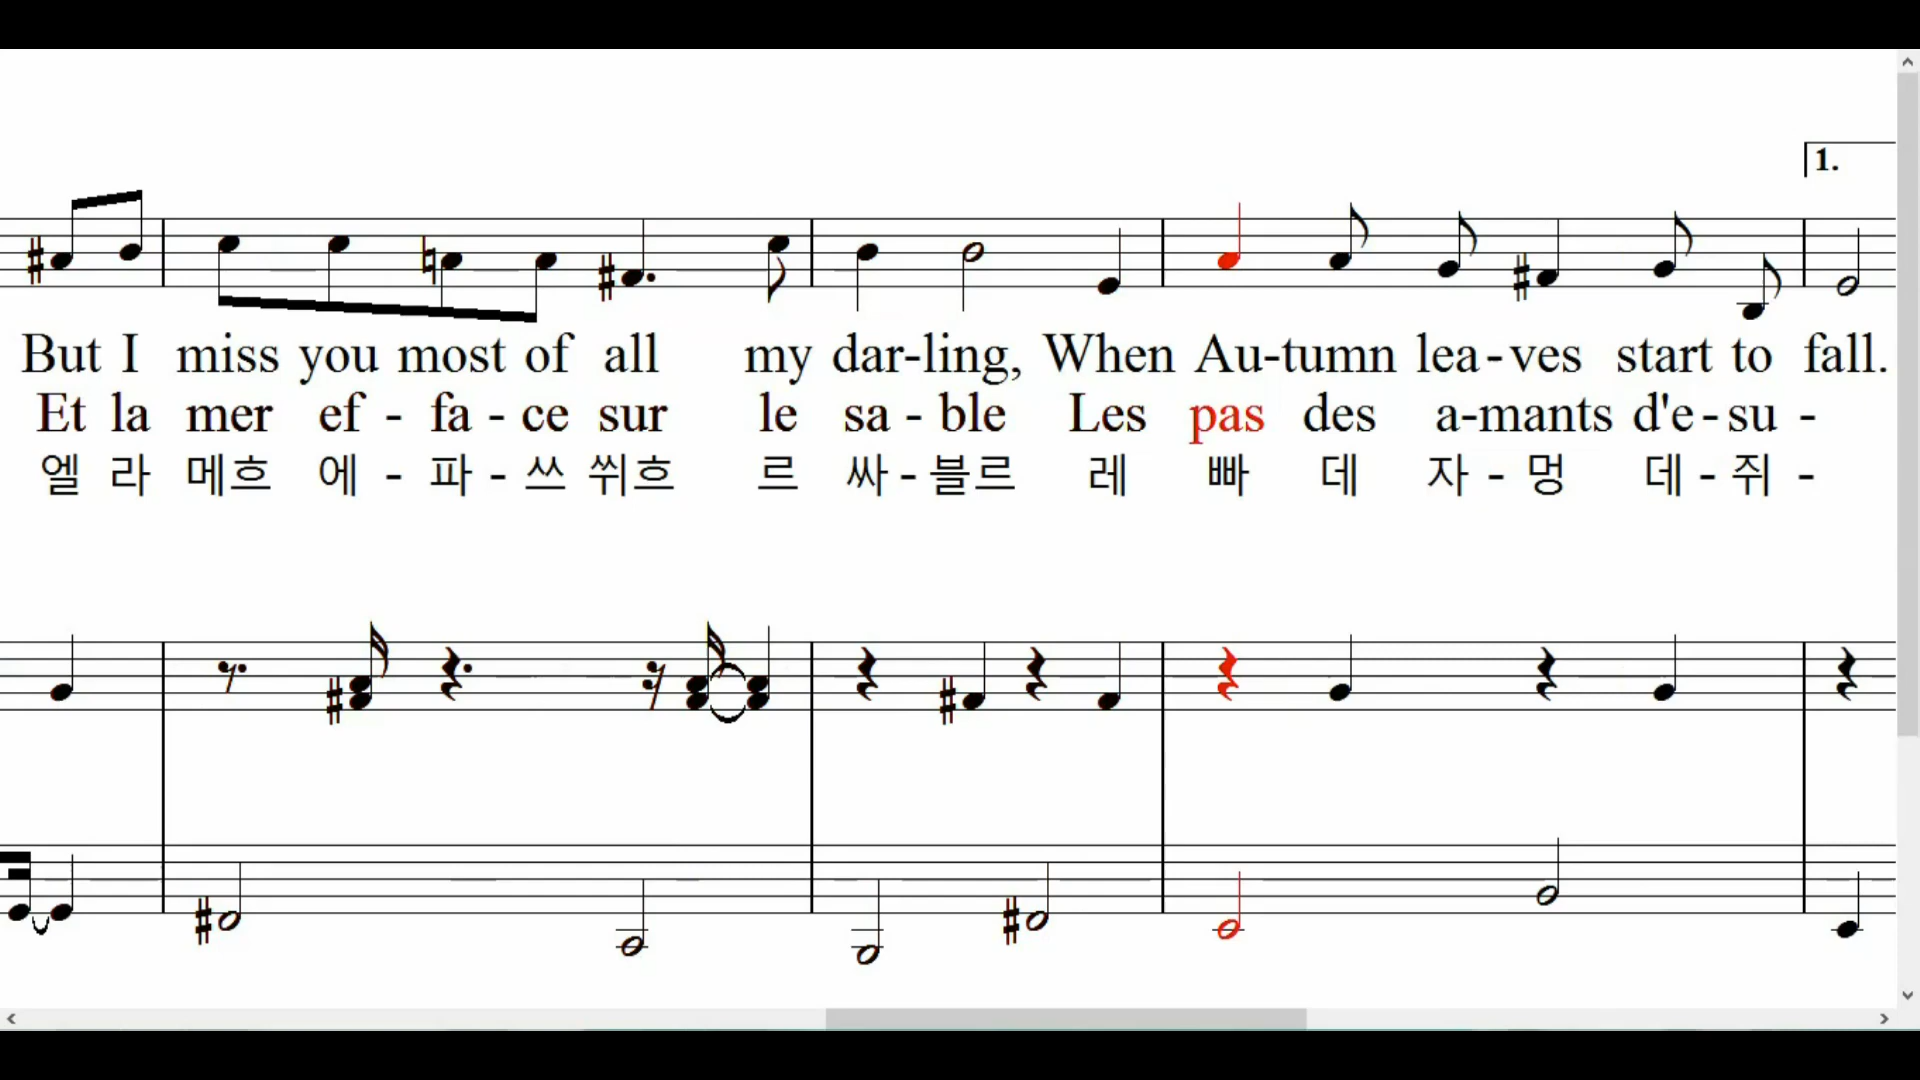 1.
But I miss you most of all my dar-ling, When Au-tumn lea-ves start to fall.
Et la mer ef - fa - ce sur le sa - ble Les pas des a-mants d'e-su -
엘 라 메흐 에 - 파 - 쓰 쒸흐 르 싸 - 블르 레 빠 데 자 - 멍 데 - 쥐 -